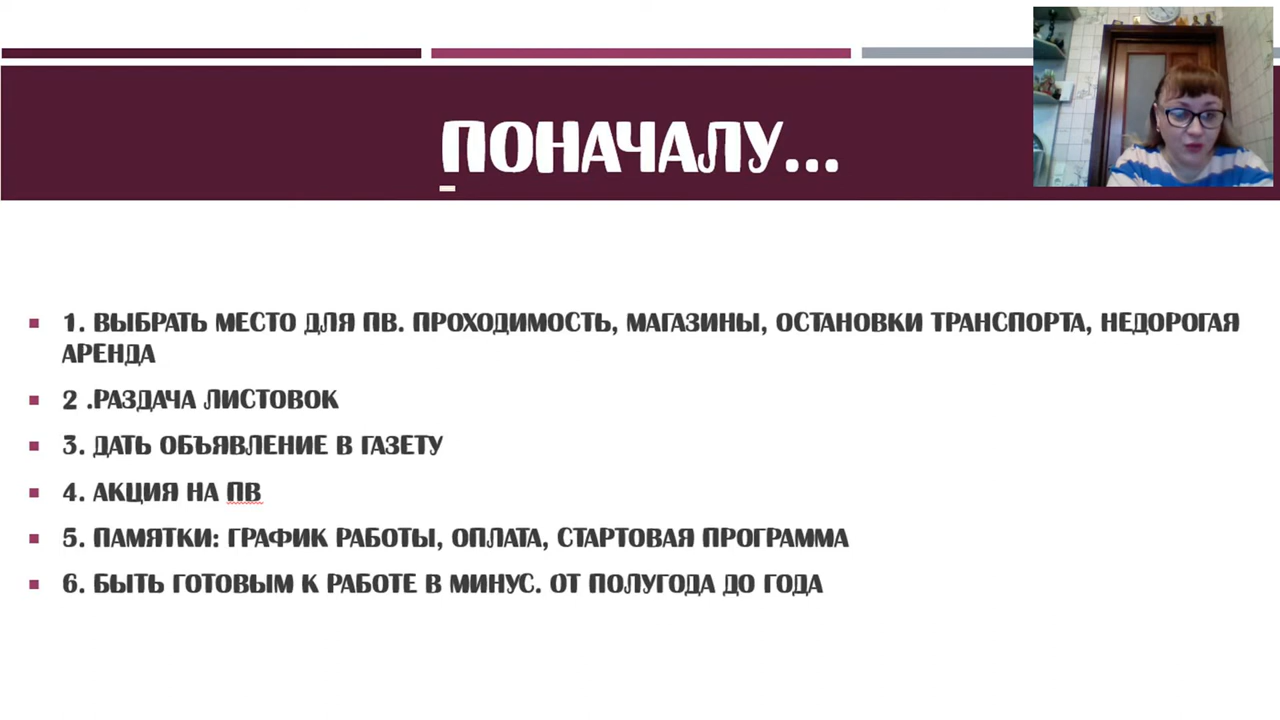 ПОНАЧАЛУ...
1. ВЫБРАТЬ МЕСТО ДЛЯ ПВ. ПРОХОДИМОСТЬ, МАГАЗИНЫ, ОСТАНОВКИ ТРАНСПОРТА, НЕДОРОГАЯ
АРЕНДА
2 .РАЗДАЧА ЛИСТОВОК
3. ДАТЬ ОБЪЯВЛЕНИЕ В ГАЗЕТУ
4. АКЦИЯ НА ПВ
5. ПАМЯТКИ: ГРАФИК РАБОТЫ, ОПЛАТА, СТАРТОВАЯ ПРОГРАММА
6. БЫТЬ ГОТОВЫМ К РАБОТЕ В МИНУС. ОТ ПОЛУГОДА ДО ГОДА